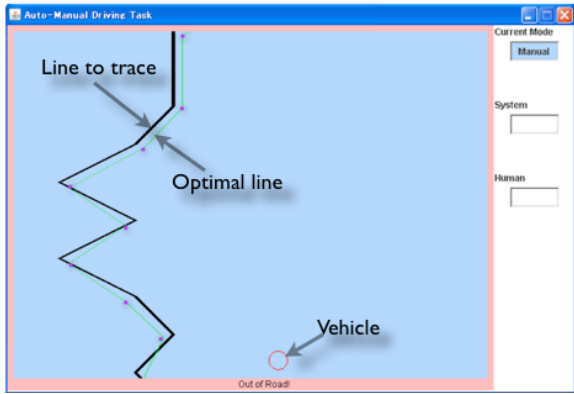 Auto-Manual Driving Task
Current Mode
Manual
Line to trace
System
Optimal line
Human
Vehicle
Out of Road!